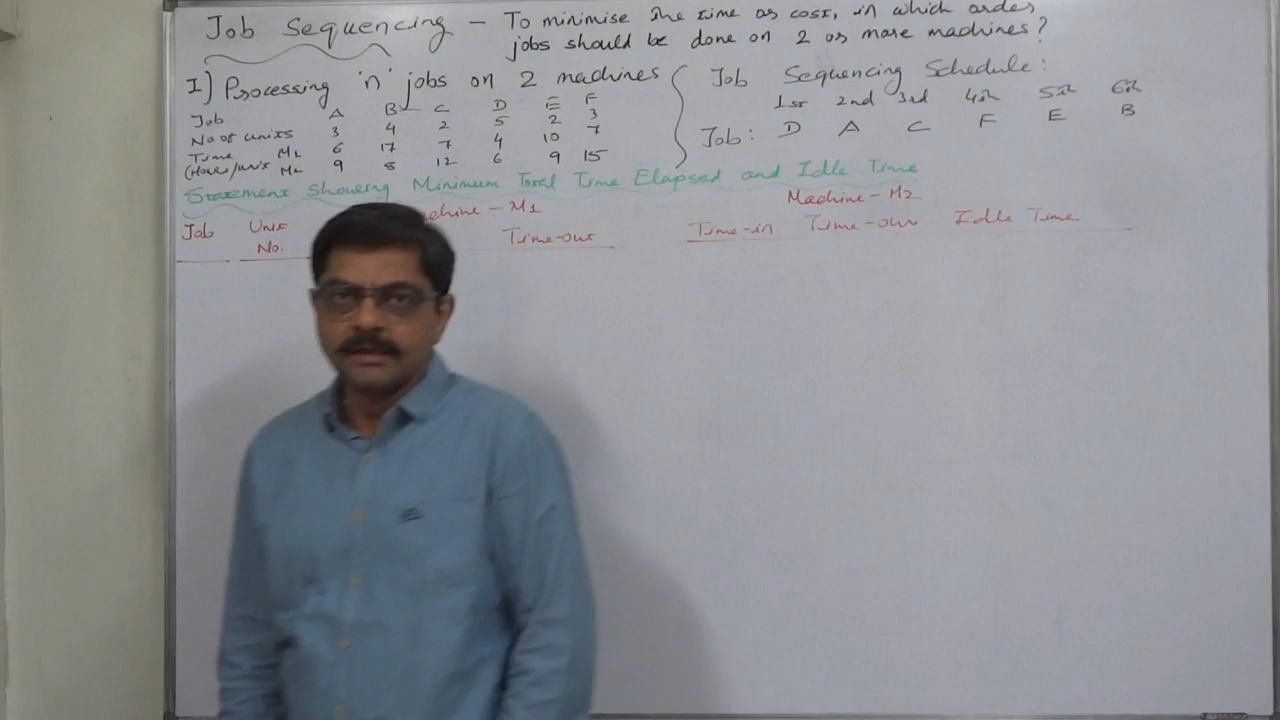 Job Sequencing - To minimise the time or cost, in which order
jobs should be done on 2 or more machines?
I) Processing 'n' jobs on 2 machines
Job A B C D E F
No of units 3 4 2 5 2 3
Time M1 6 17 7 4 10 7
(Hours/unit M2 9 8 12 6 9 15
Job Sequencing Schedule:
1st 2nd 3rd 4th 5th 6th
Job: D A C F E B
Statement Showing Minimum Total Time Elapsed and Idle Time
achine - M1 Machine - M2
Job Unit Time-out Time-in Time-out Idle Time
No.